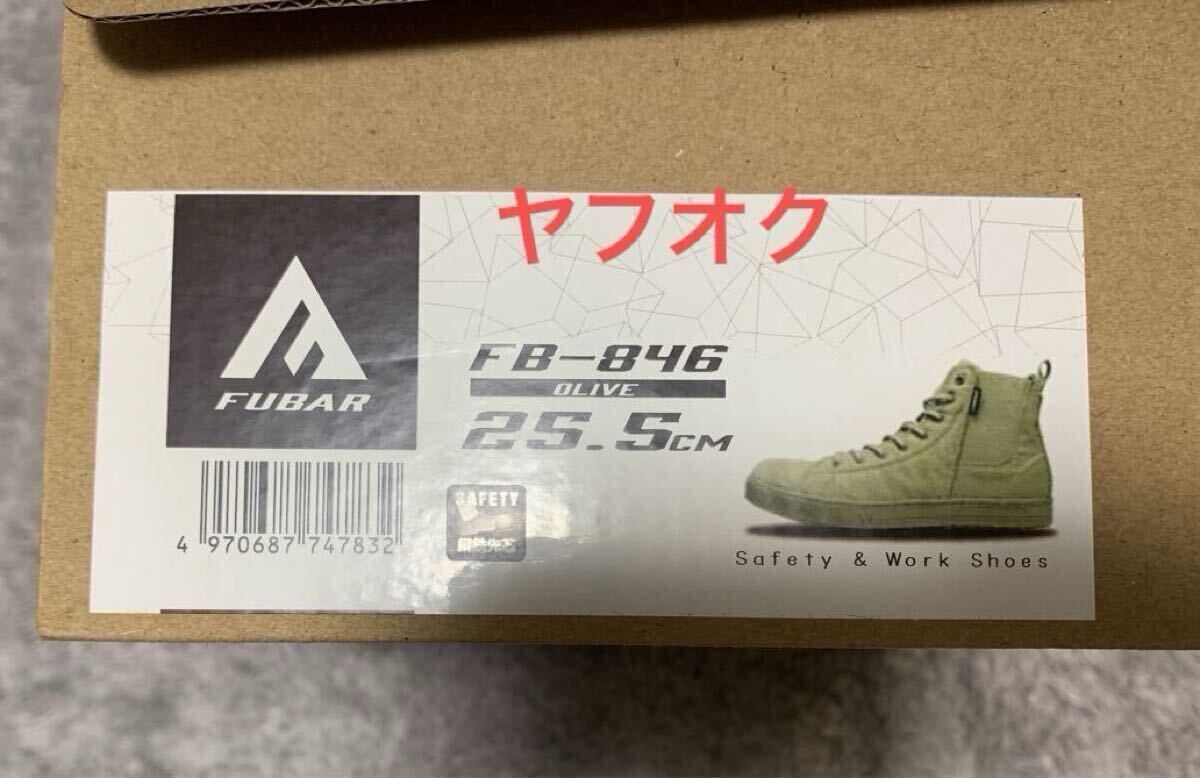 ヤフオク
FUBAR
FB-846
OLIVE
25.5CM
SAFETY
4 970687 747832
Safety & Work Shoes